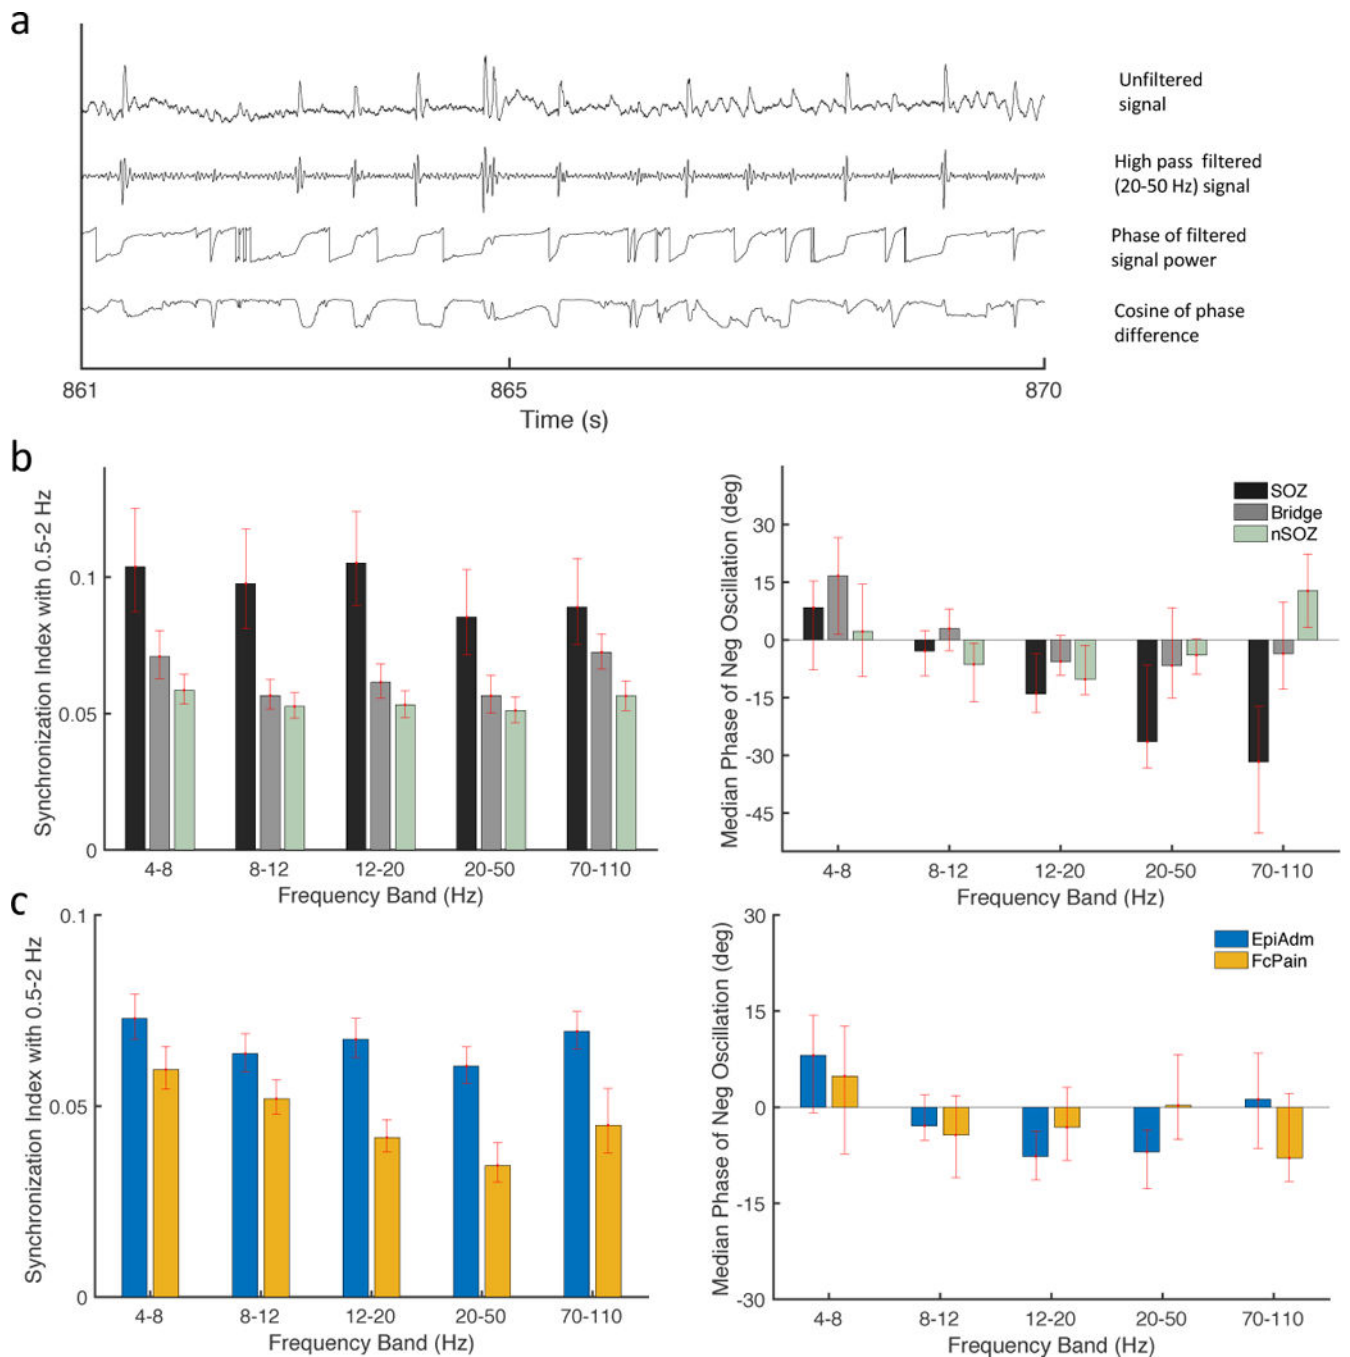 a
Unfiltered
signal
High pass filtered
(20-50 Hz) signal
Phase of filtered
signal power
Cosine of phase
difference
861
865
870
Time (s)
b
Synchronization Index with 0.5-2 Hz
0.1
0.05
0
4-8
8-12
12-20
20-50
70-110
Frequency Band (Hz)
Median Phase of Neg Oscillation (deg)
30
15
0
-15
-30
-45
SOZ
Bridge
nSOZ
4-8
8-12
12-20
20-50
70-110
Frequency Band (Hz)
c
Synchronization Index with 0.5-2 Hz
0.1
0.05
0
4-8
8-12
12-20
20-50
70-110
Frequency Band (Hz)
Median Phase of Neg Oscillation (deg)
30
15
0
-15
-30
EpiAdm
FcPain
4-8
8-12
12-20
20-50
70-110
Frequency Band (Hz)